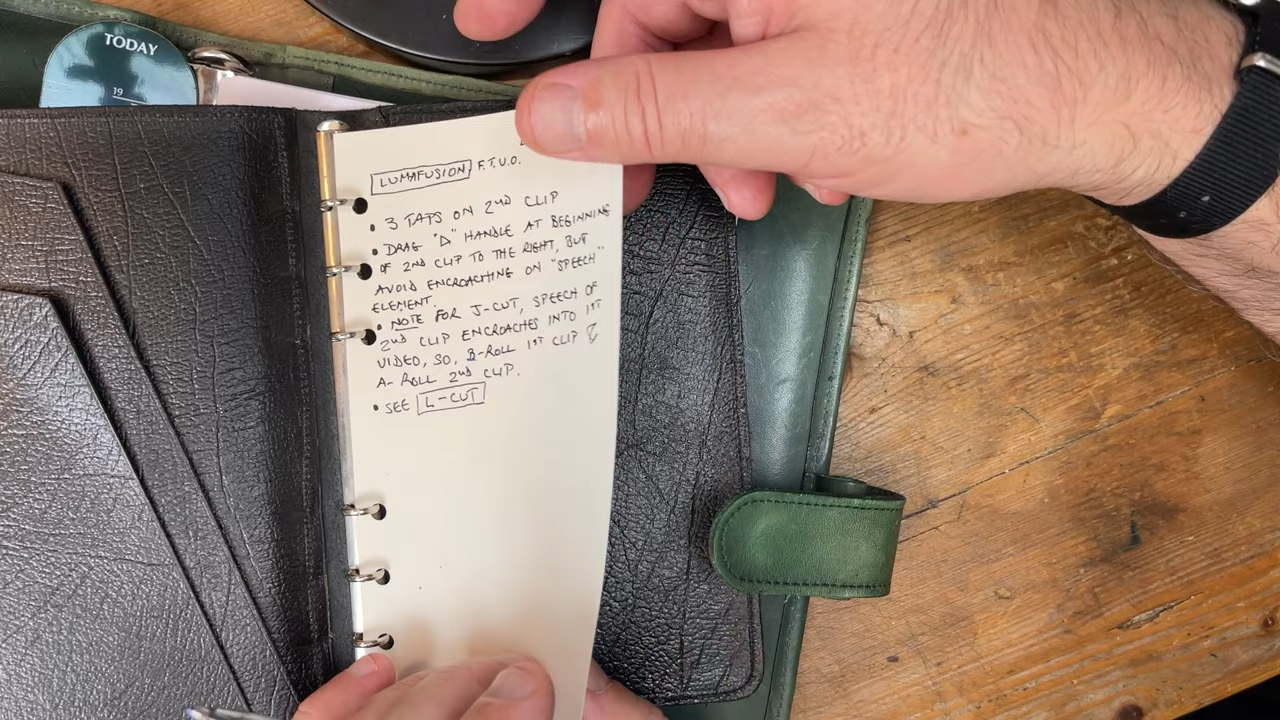 TODAY
19
LUMAFUSION F.T.V.O.
• 3 TAPS ON 2ND CLIP
• DRAG "D" HANDLE AT BEGINNING
OF 2ND CLIP TO THE RIGHT, BUT
AVOID ENCROACHING ON "SPEECH"
ELEMENT.
• NOTE FOR J-CUT, SPEECH OF
2ND CLIP ENCROACHES INTO 1ST
VIDEO, SO, B-ROLL 1ST CLIP &
A-ROLL 2ND CLIP.
• SEE L-CUT